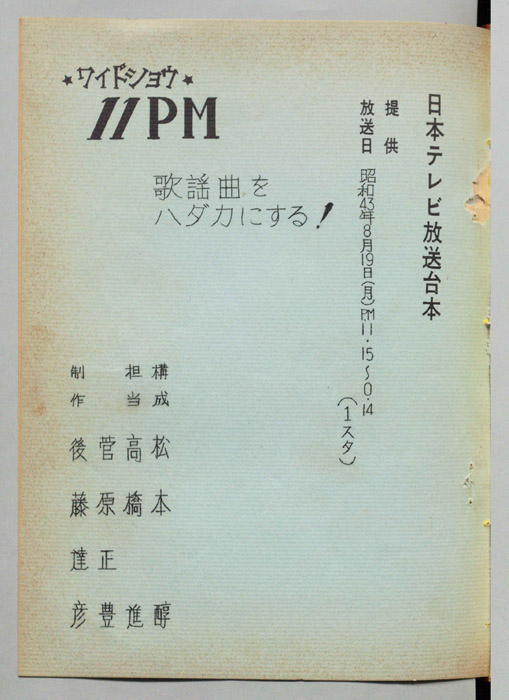 日本テレビ放送台本
提供
放送日 昭和43年8月19日(月)PM.11.15〜0.14
(1スタ)
★ワイドショウ★
11PM
歌謡曲を
ハダカにする!
構成 松本醇
担当 高橋進
菅原正豊
制作 後藤達彦